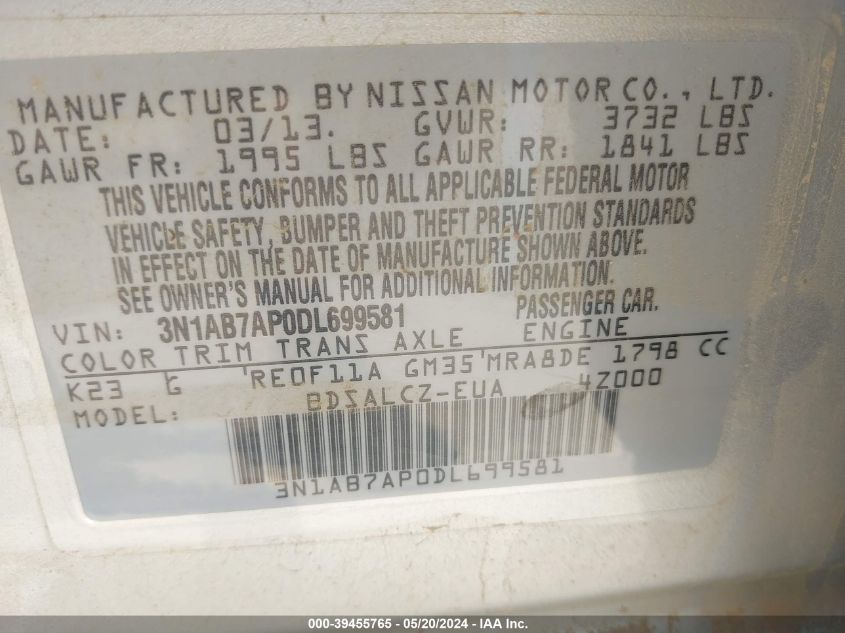 MANUFACTURED BY NISSAN MOTOR CO., LTD.
DATE: 03/13. GVWR: 3732 LBS
GAWR FR: 1995 LBS GAWR RR: 1841 LBS
THIS VEHICLE CONFORMS TO ALL APPLICABLE FEDERAL MOTOR
VEHICLE SAFETY, BUMPER AND THEFT PREVENTION STANDARDS
IN EFFECT ON THE DATE OF MANUFACTURE SHOWN ABOVE.
SEE OWNER'S MANUAL FOR ADDITIONAL INFORMATION.
VIN: 3N1AB7AP0DL699581 PASSENGER CAR.
COLOR TRIM TRANS AXLE ENGINE
K23 G 'RE0F11A GM35'MRA8DE 1798 CC
MODEL: BDSALCZ-EUA 4Z000
3N1AB7AP0DL699581
000-39455765 - 05/20/2024 - IAA Inc.